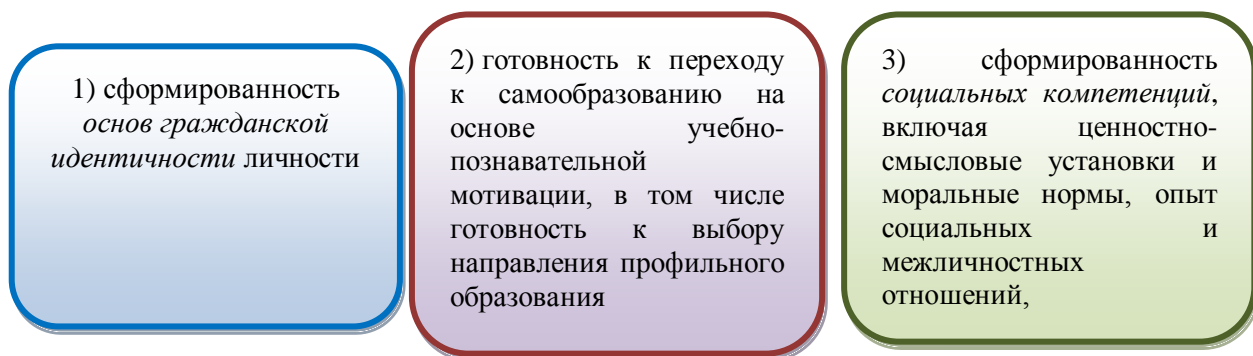 1) сформированность
основ гражданской
идентичности личности
2) готовность к переходу
к самообразованию на
основе учебно-
познавательной
мотивации, в том числе
готовность к выбору
направления профильного
образования
3) сформированность
социальных компетенций,
включая ценностно-
смысловые установки и
моральные нормы, опыт
социальных и
межличностных
отношений,